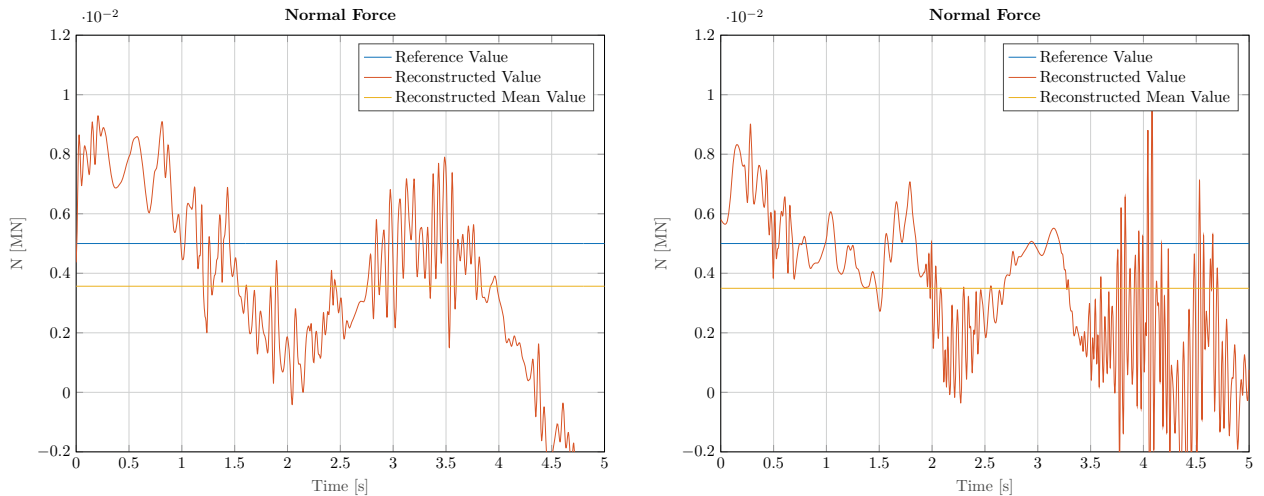 Normal Force
·10⁻²
1.2
1
0.8
0.6
0.4
0.2
0
−0.2
N [MN]
0 0.5 1 1.5 2 2.5 3 3.5 4 4.5 5
Time [s]
Reference Value
Reconstructed Value
Reconstructed Mean Value
Normal Force
·10⁻²
1.2
1
0.8
0.6
0.4
0.2
0
−0.2
N [MN]
0 0.5 1 1.5 2 2.5 3 3.5 4 4.5 5
Time [s]
Reference Value
Reconstructed Value
Reconstructed Mean Value